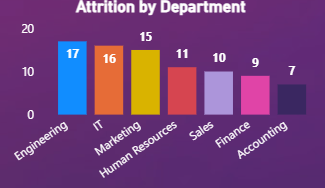 Attrition by Department
20
10
0
17
16
15
11
10
9
7
Engineering
IT
Marketing
Human Resources
Sales
Finance
Accounting